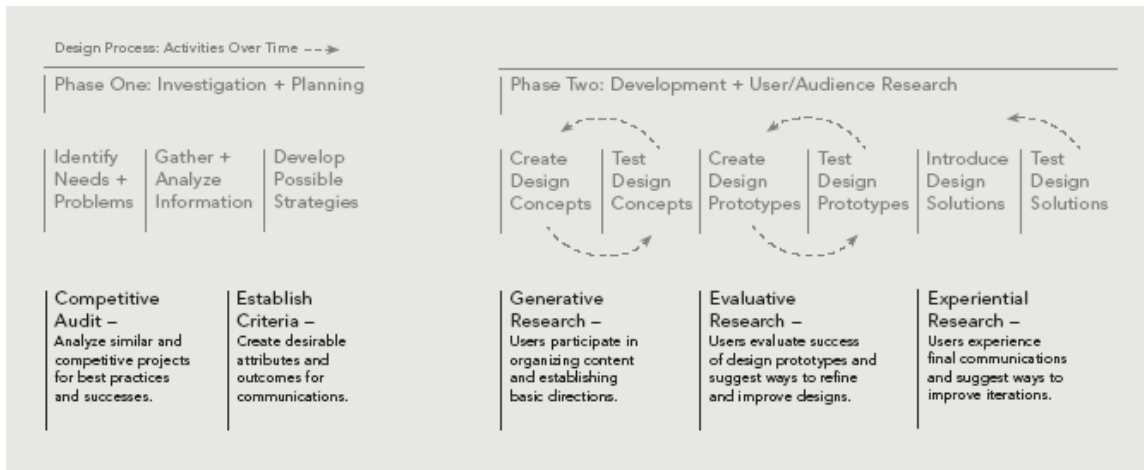 Design Process: Activities Over Time
Phase One: Investigation + Planning
Phase Two: Development + User/Audience Research
Identify
Needs +
Problems
Gather +
Analyze
Information
Develop
Possible
Strategies
Create
Design
Concepts
Test
Design
Concepts
Create
Design
Prototypes
Test
Design
Prototypes
Introduce
Design
Solutions
Test
Design
Solutions
Competitive
Audit –
Analyze similar and
competitive projects
for best practices
and successes.
Establish
Criteria –
Create desirable
attributes and
outcomes for
communications.
Generative
Research –
Users participate in
organizing content
and establishing
basic directions.
Evaluative
Research –
Users evaluate success
of design prototypes and
suggest ways to refine
and improve designs.
Experiential
Research –
Users experience
final communications
and suggest ways to
improve iterations.